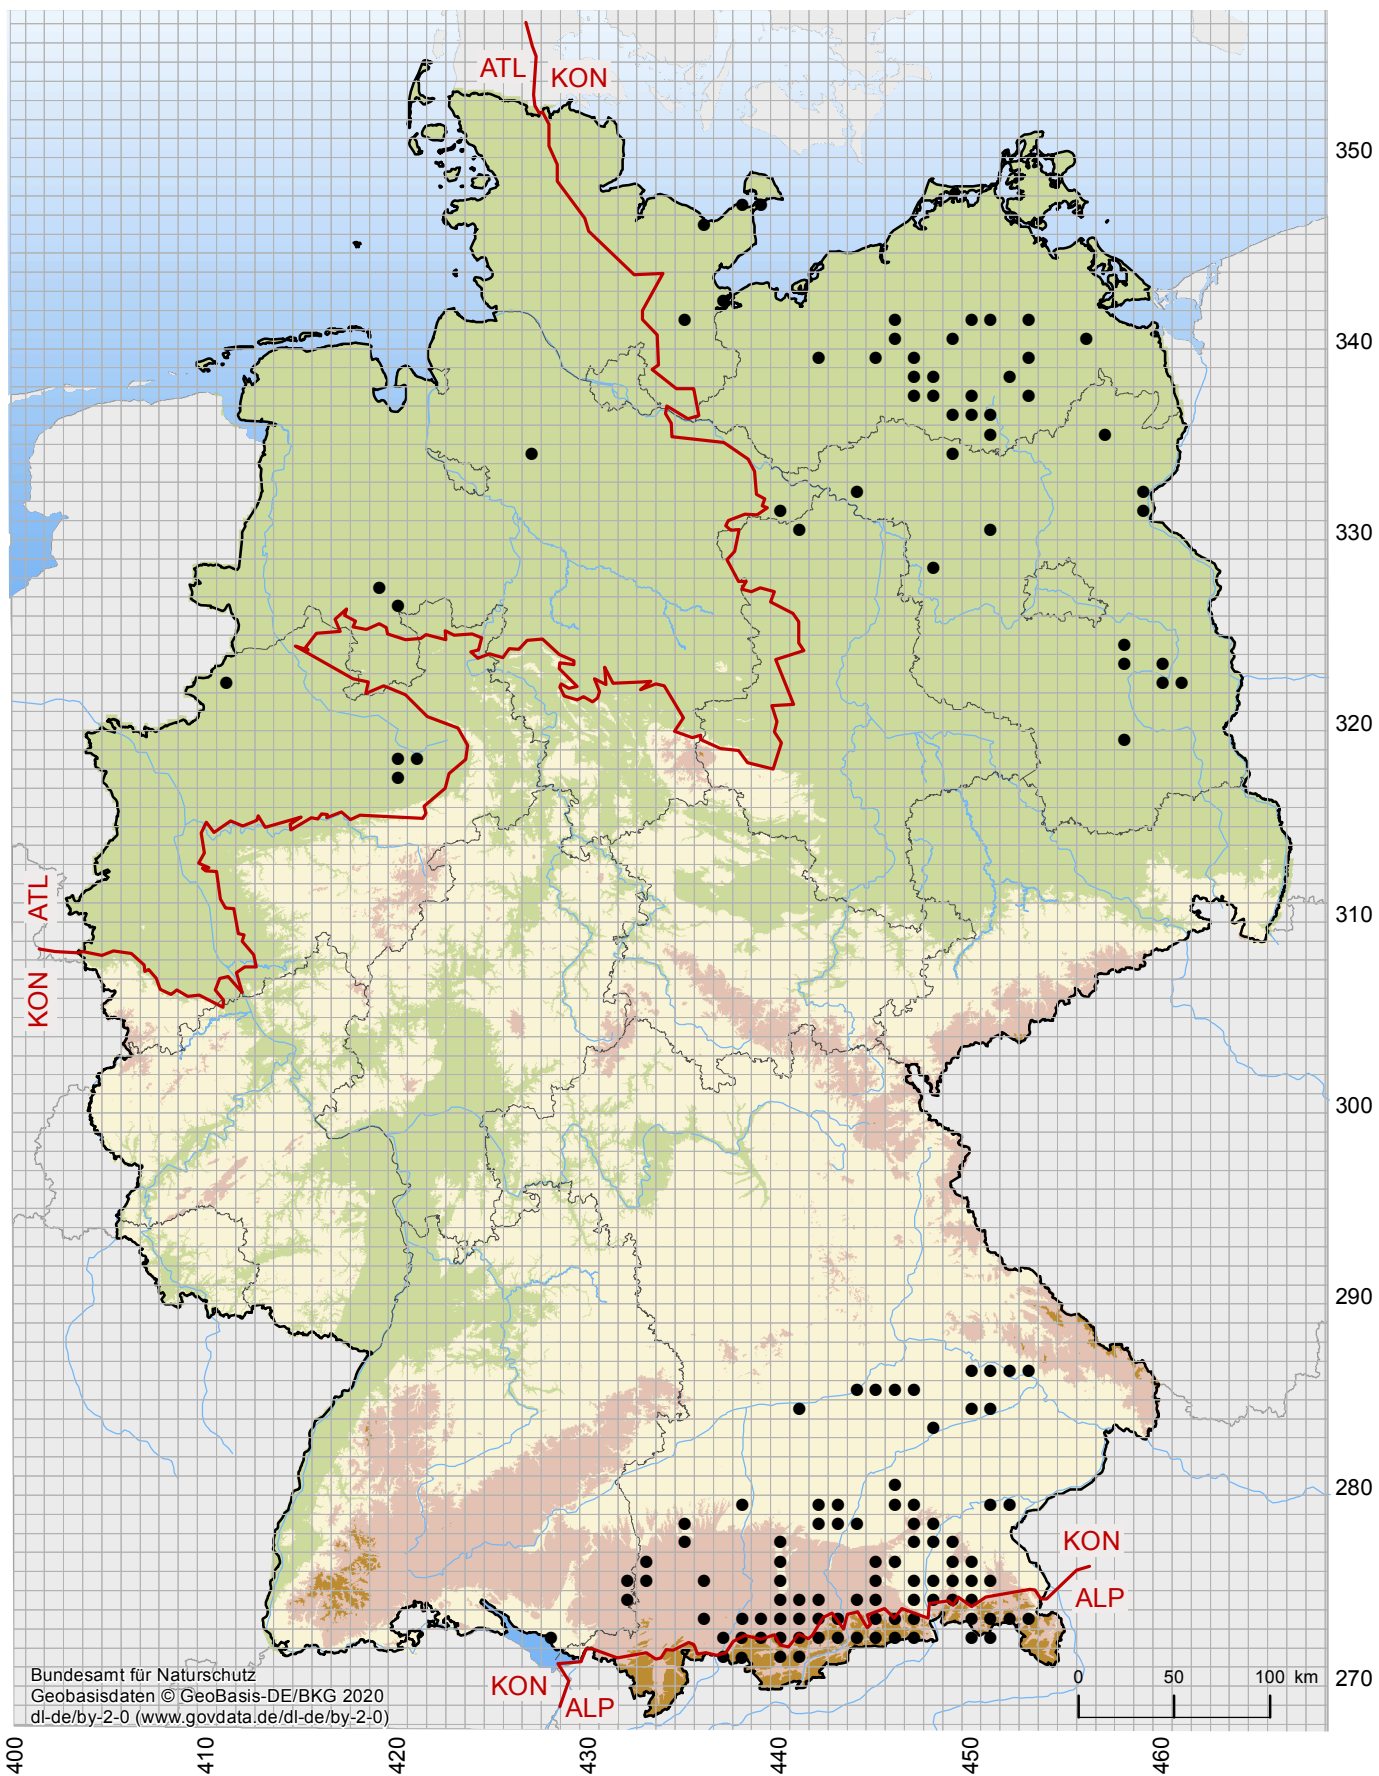 ATL
KON
350
340
330
320
ATL
310
KON
300
290
280
KON
ALP
Bundesamt für Naturschutz
Geobasisdaten © GeoBasis-DE/BKG 2020
dl-de/by-2-0 (www.govdata.de/dl-de/by-2-0)
KON
ALP
0 50 100 km
270
400 410 420 430 440 450 460